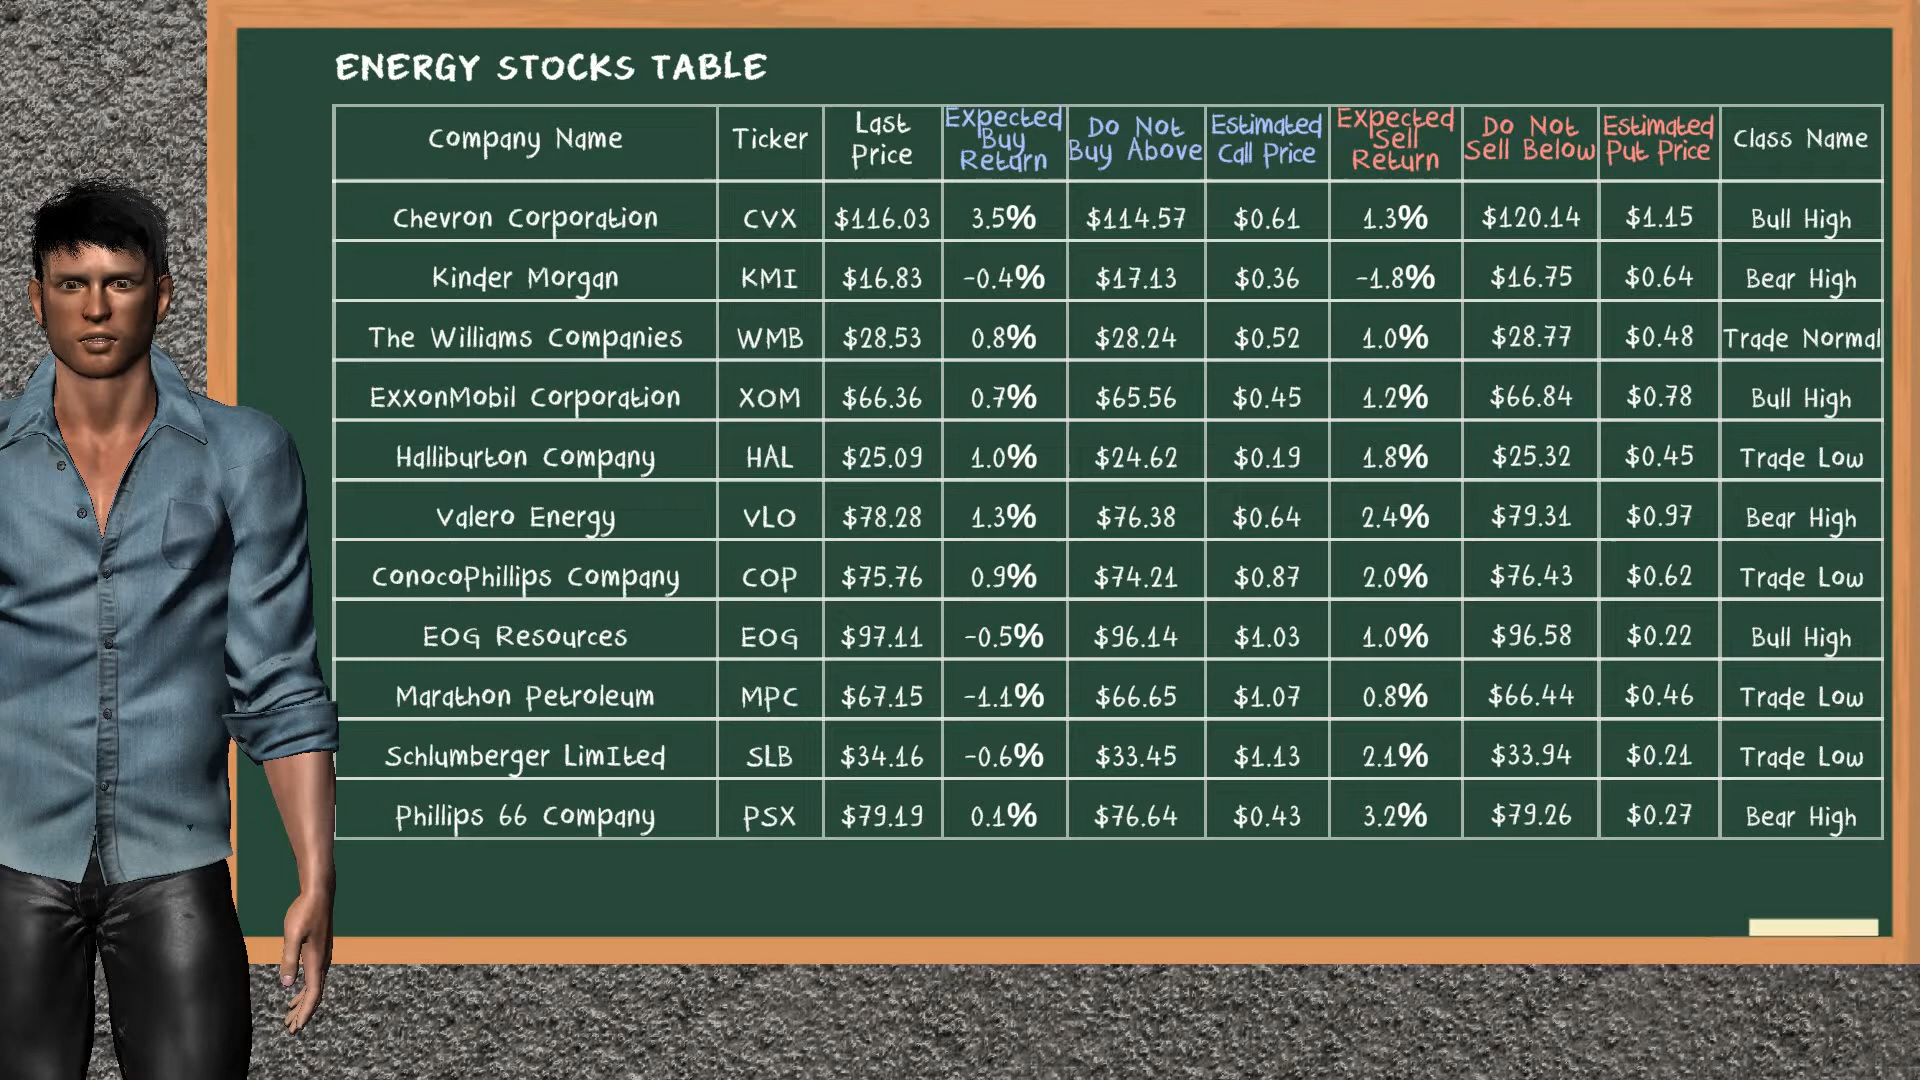 ENERGY STOCKS TABLE
Company Name Ticker Last Price Expected Buy Return Do Not Buy Above Estimated Call Price Expected Sell Return Do Not Sell Below Estimated Put Price Class Name
Chevron Corporation CVX $116.03 3.5% $114.57 $0.61 1.3% $120.14 $1.15 Bull High
Kinder Morgan KMI $16.83 -0.4% $17.13 $0.36 -1.8% $16.75 $0.64 Bear High
The Williams Companies WMB $28.53 0.8% $28.24 $0.52 1.0% $28.77 $0.48 Trade Normal
ExxonMobil Corporation XOM $66.36 0.7% $65.56 $0.45 1.2% $66.84 $0.78 Bull High
Halliburton Company HAL $25.09 1.0% $24.62 $0.19 1.8% $25.32 $0.45 Trade Low
Valero Energy VLO $78.28 1.3% $76.38 $0.64 2.4% $79.31 $0.97 Bear High
ConocoPhillips Company COP $75.76 0.9% $74.21 $0.87 2.0% $76.43 $0.62 Trade Low
EOG Resources EOG $97.11 -0.5% $96.14 $1.03 1.0% $96.58 $0.22 Bull High
Marathon Petroleum MPC $67.15 -1.1% $66.65 $1.07 0.8% $66.44 $0.46 Trade Low
Schlumberger LimIted SLB $34.16 -0.6% $33.45 $1.13 2.1% $33.94 $0.21 Trade Low
Phillips 66 Company PSX $79.19 0.1% $76.64 $0.43 3.2% $79.26 $0.27 Bear High